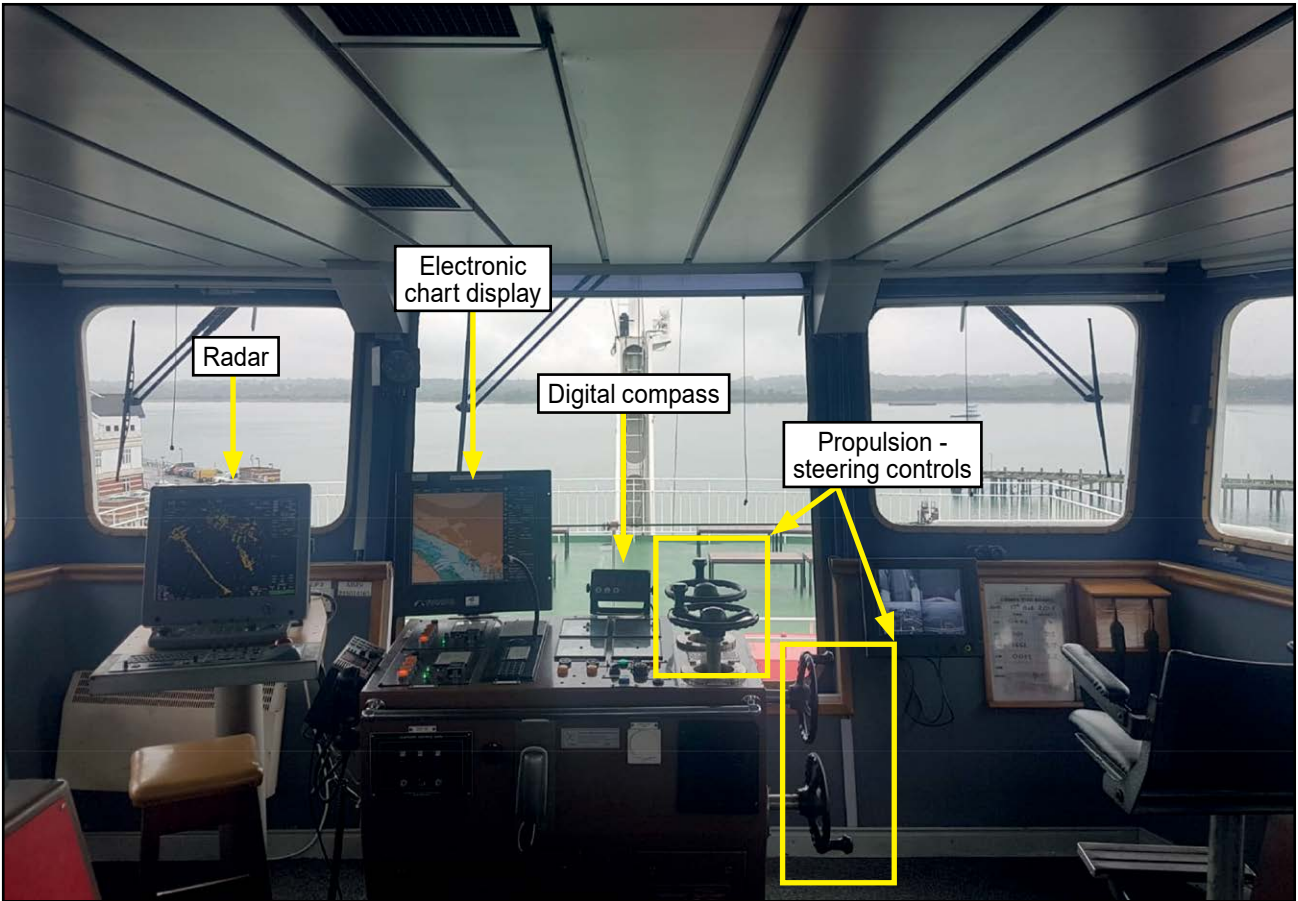 Electronic
chart display
Radar
Digital compass
Propulsion -
steering controls